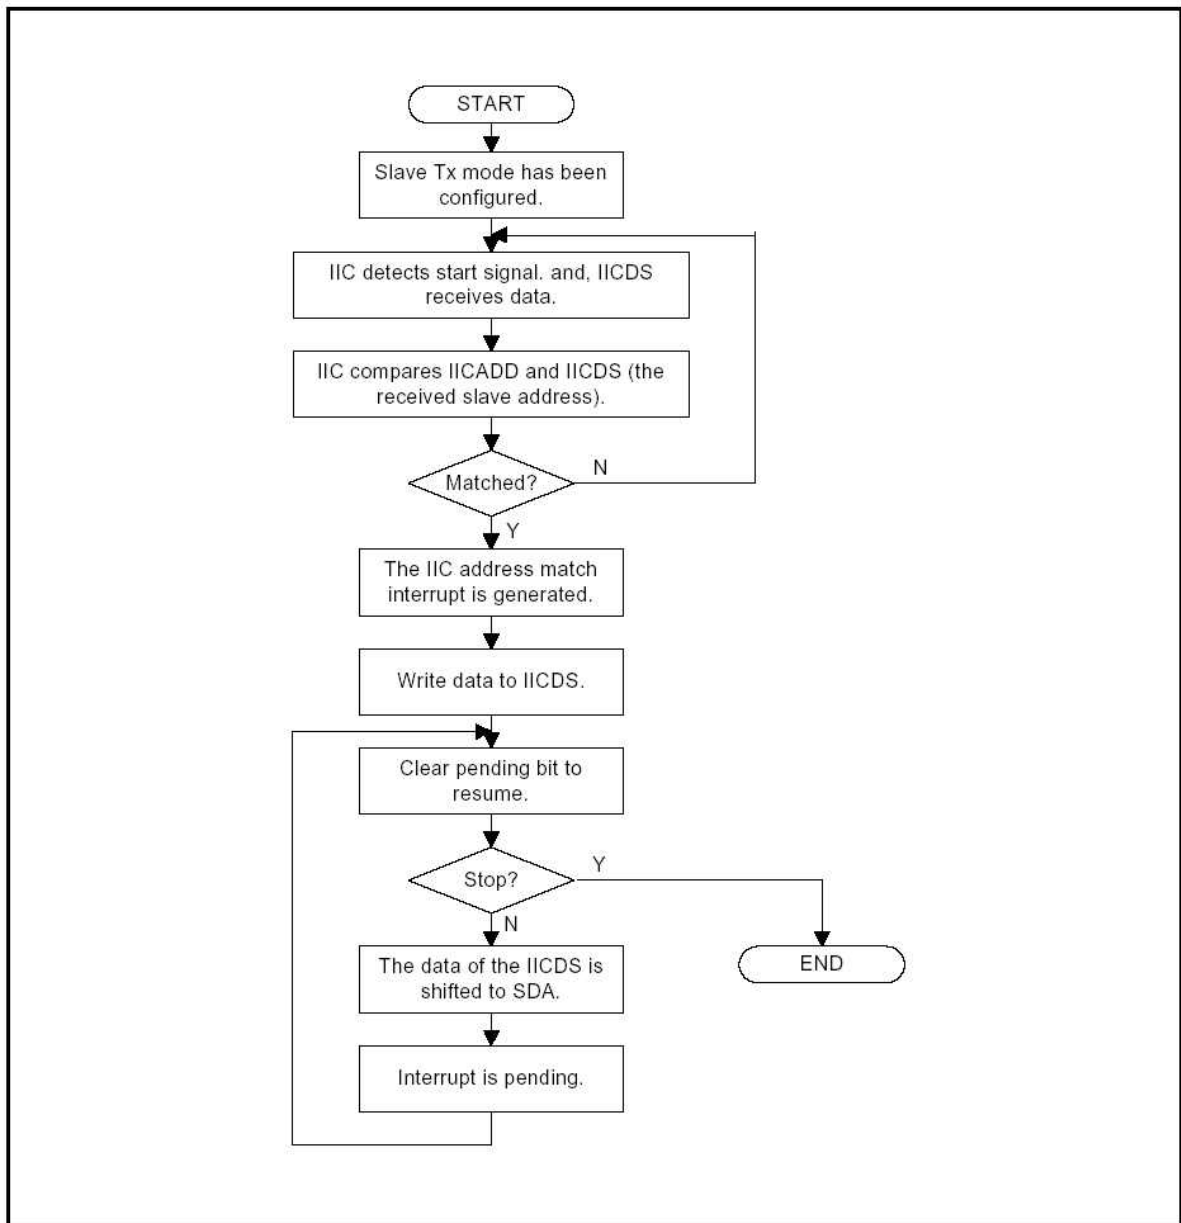 START
Slave Tx mode has been
configured.
IIC detects start signal. and, IICDS
receives data.
IIC compares IICADD and IICDS (the
received slave address).
Matched?
N
Y
The IIC address match
interrupt is generated.
Write data to IICDS.
Clear pending bit to
resume.
Stop?
Y
N
The data of the IICDS is
shifted to SDA.
END
Interrupt is pending.